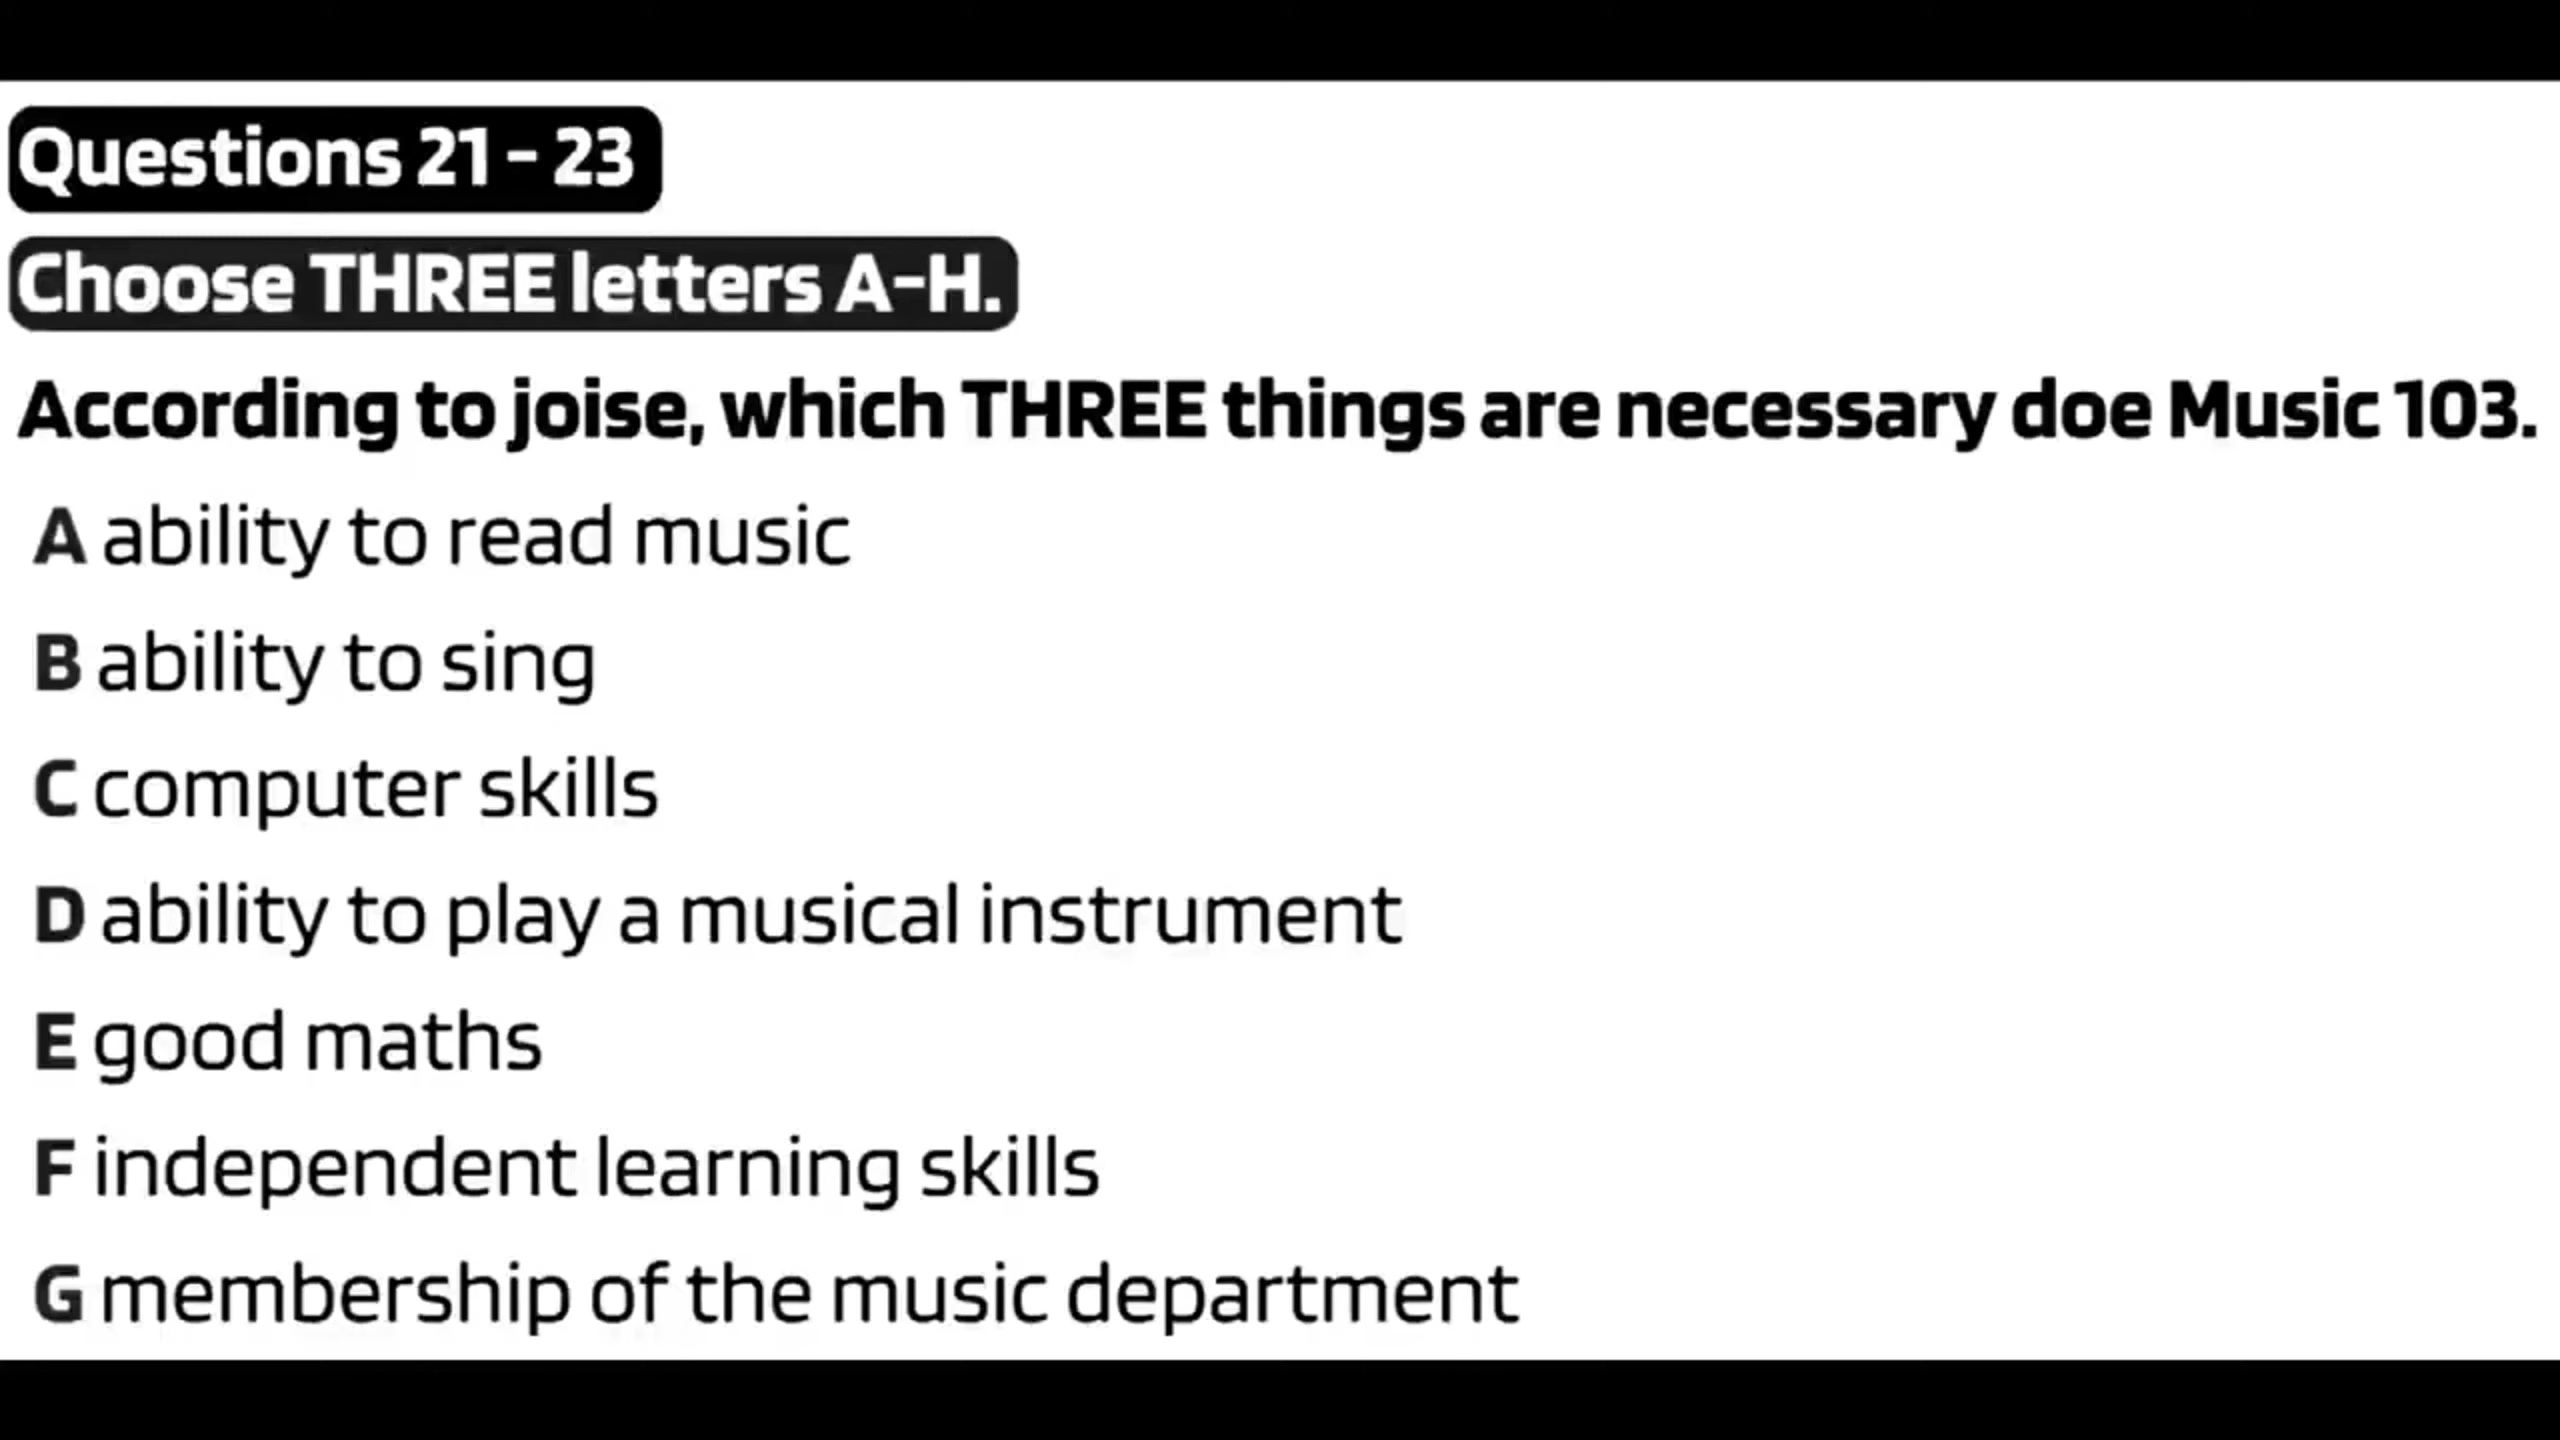 Questions 21 - 23
Choose THREE letters A-H.
According to joise, which THREE things are necessary doe Music 103.
A ability to read music
B ability to sing
C computer skills
D ability to play a musical instrument
E good maths
F independent learning skills
G membership of the music department